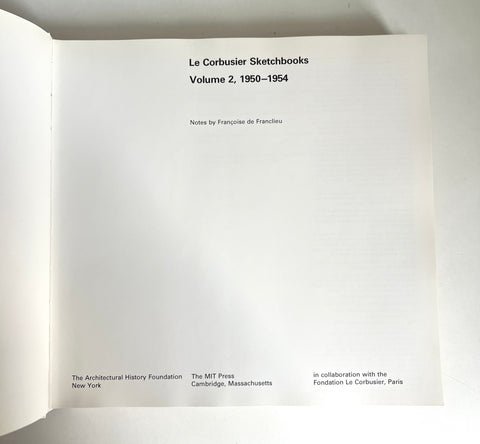 Le Corbusier Sketchbooks
Volume 2, 1950–1954
Notes by Françoise de Franclieu
The Architectural History Foundation
New York
The MIT Press
Cambridge, Massachusetts
in collaboration with the
Fondation Le Corbusier, Paris